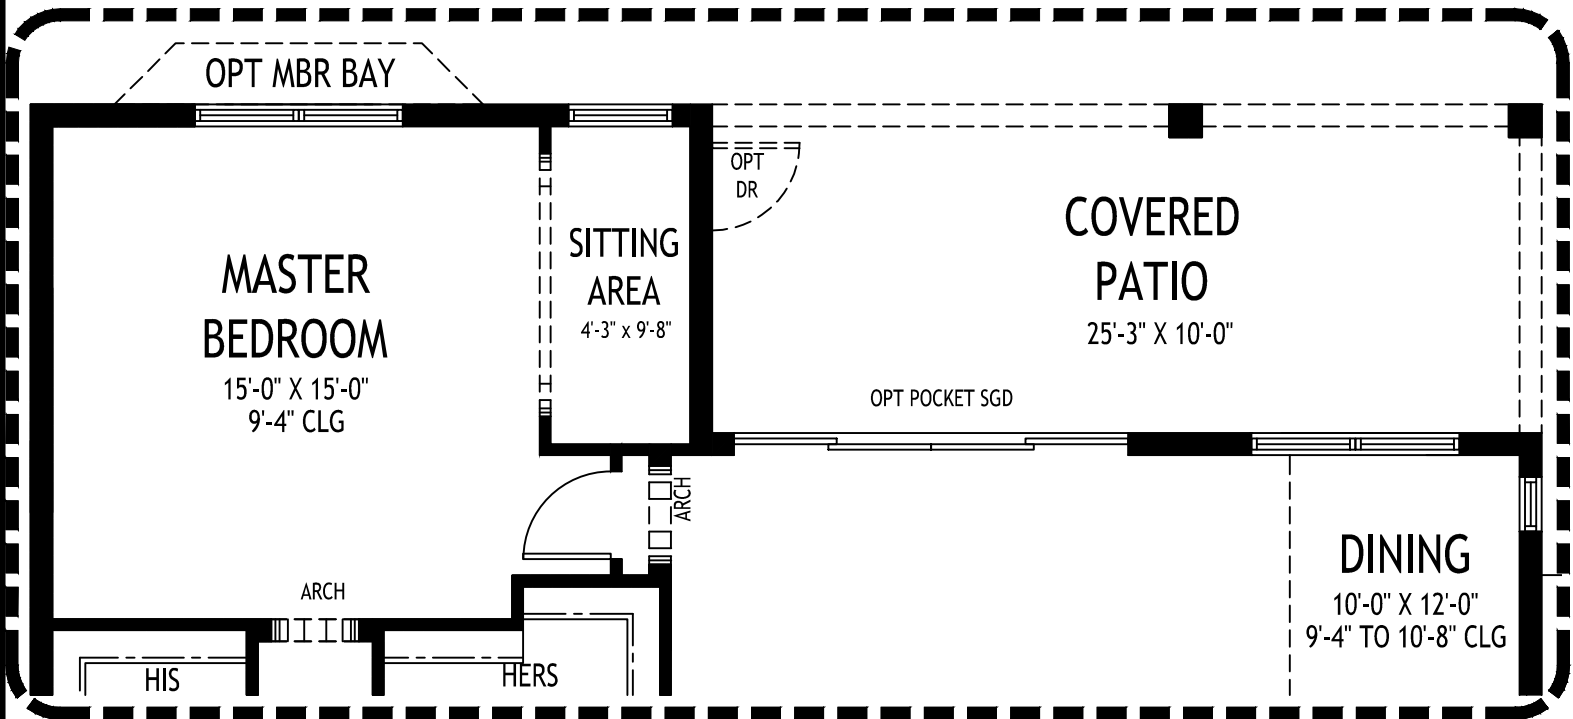 OPT MBR BAY
OPT
DR
COVERED
PATIO
25'-3" X 10'-0"
SITTING
AREA
4'-3" x 9'-8"
MASTER
BEDROOM
15'-0" X 15'-0"
9'-4" CLG
OPT POCKET SGD
ARCH
DINING
10'-0" X 12'-0"
9'-4" TO 10'-8" CLG
ARCH
HIS
HERS